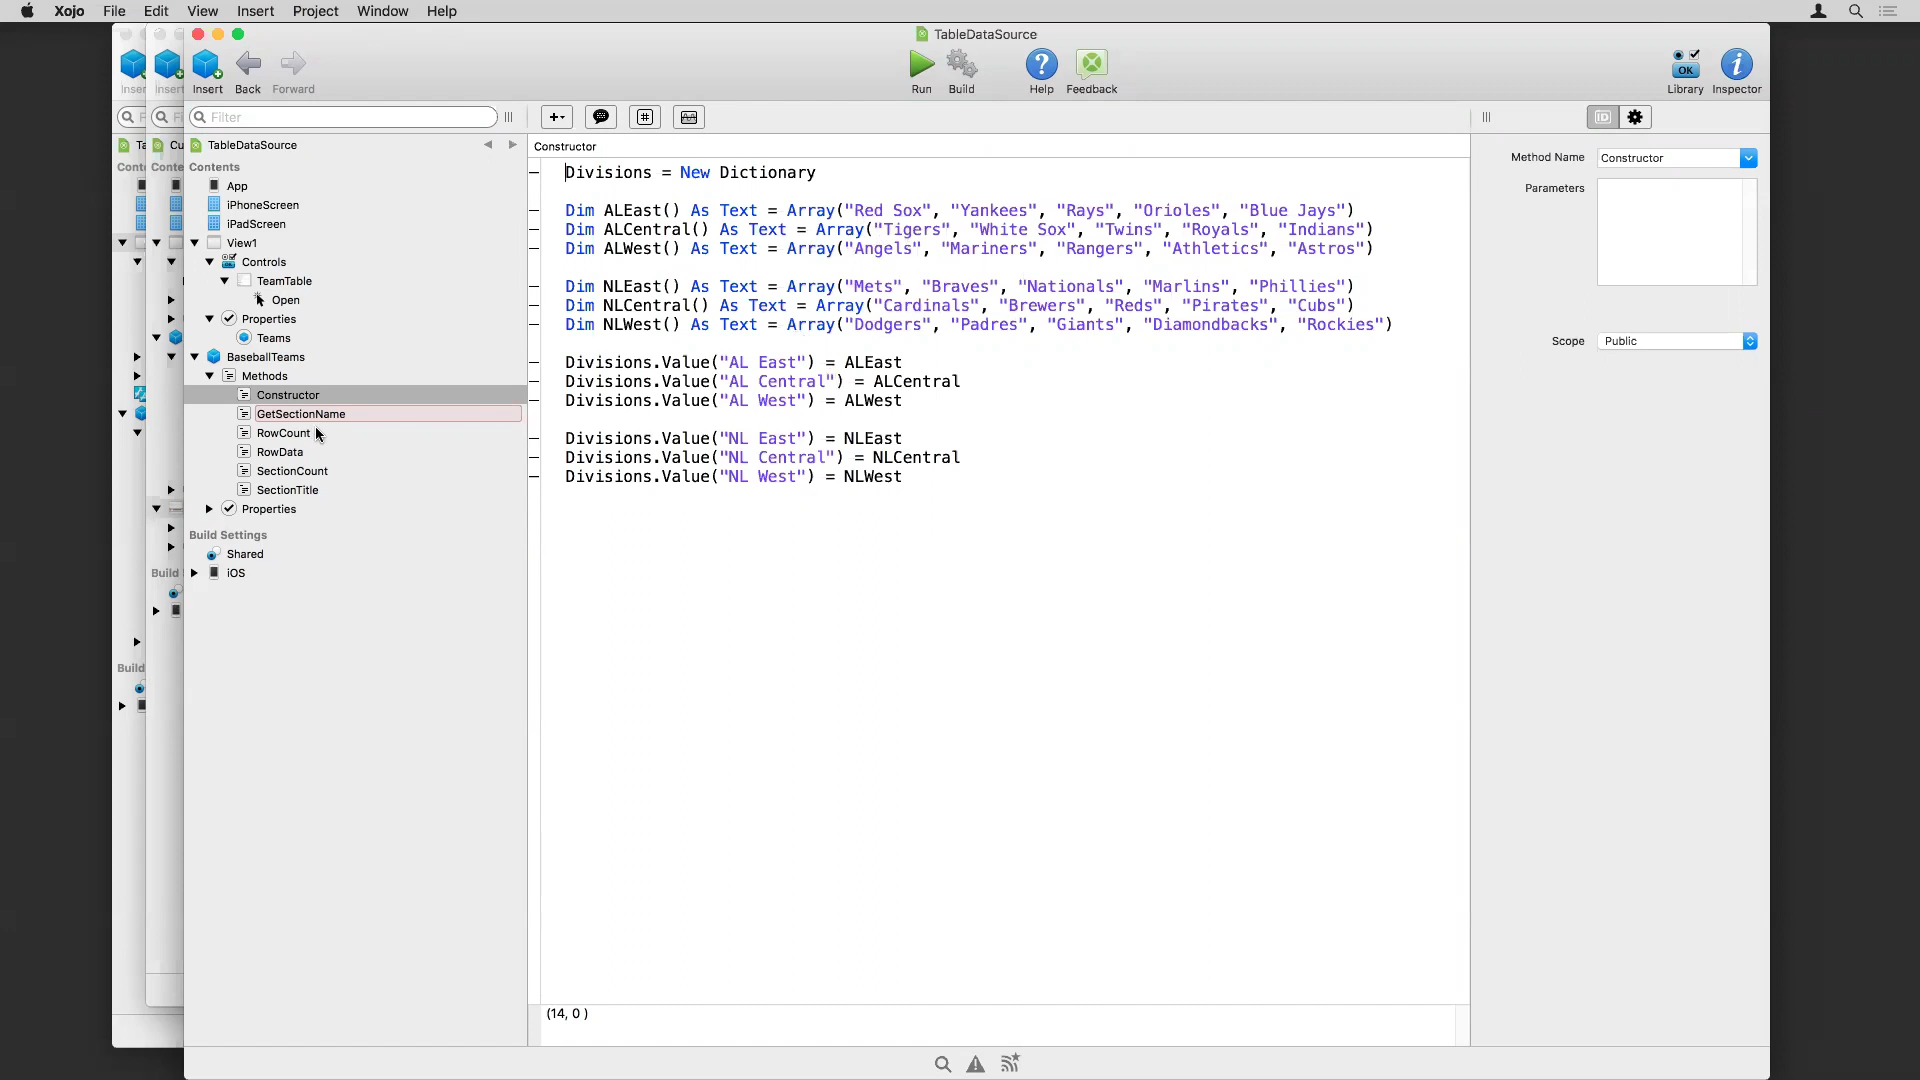 Xojo File Edit View Insert Project Window Help
TableDataSource
Insert Back Forward Run Build Help Feedback OK Library Inspector
Filter
ID
TableDataSource
Contents
App
iPhoneScreen
iPadScreen
View1
Controls
TeamTable
Open
Properties
Teams
BaseballTeams
Methods
Constructor
GetSectionName
RowCount
RowData
SectionCount
SectionTitle
Properties
Build Settings
Shared
iOS
Constructor
Divisions = New Dictionary
Dim ALEast() As Text = Array("Red Sox", "Yankees", "Rays", "Orioles", "Blue Jays")
Dim ALCentral() As Text = Array("Tigers", "White Sox", "Twins", "Royals", "Indians")
Dim ALWest() As Text = Array("Angels", "Mariners", "Rangers", "Athletics", "Astros")
Dim NLEast() As Text = Array("Mets", "Braves", "Nationals", "Marlins", "Phillies")
Dim NLCentral() As Text = Array("Cardinals", "Brewers", "Reds", "Pirates", "Cubs")
Dim NLWest() As Text = Array("Dodgers", "Padres", "Giants", "Diamondbacks", "Rockies")
Divisions.Value("AL East") = ALEast
Divisions.Value("AL Central") = ALCentral
Divisions.Value("AL West") = ALWest
Divisions.Value("NL East") = NLEast
Divisions.Value("NL Central") = NLCentral
Divisions.Value("NL West") = NLWest
(14, 0 )
Method Name Constructor
Parameters
Scope Public